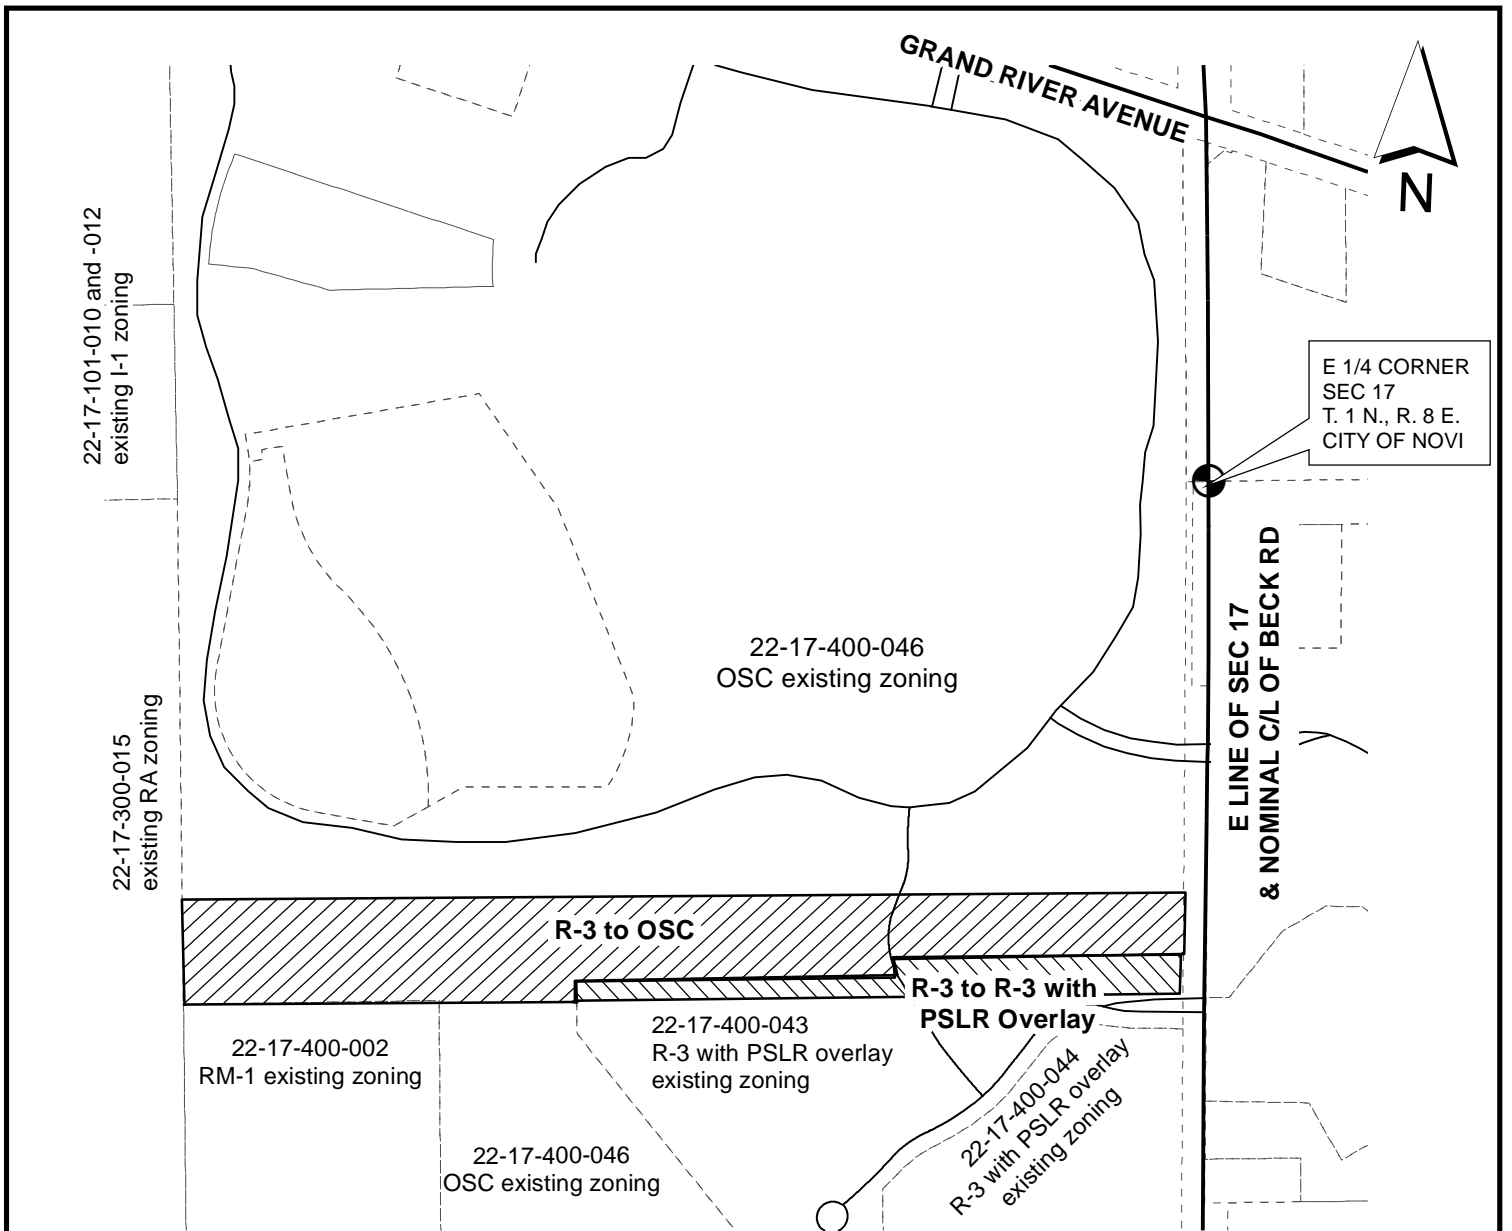 GRAND RIVER AVENUE
N
22-17-101-010 and -012
existing I-1 zoning
E 1/4 CORNER
SEC 17
T. 1 N., R. 8 E.
CITY OF NOVI
22-17-400-046
OSC existing zoning
E LINE OF SEC 17
& NOMINAL C/L OF BECK RD
22-17-300-015
existing RA zoning
R-3 to OSC
R-3 to R-3 with
PSLR Overlay
22-17-400-002
RM-1 existing zoning
22-17-400-043
R-3 with PSLR overlay
existing zoning
22-17-400-044
R-3 with PSLR overlay
existing zoning
22-17-400-046
OSC existing zoning